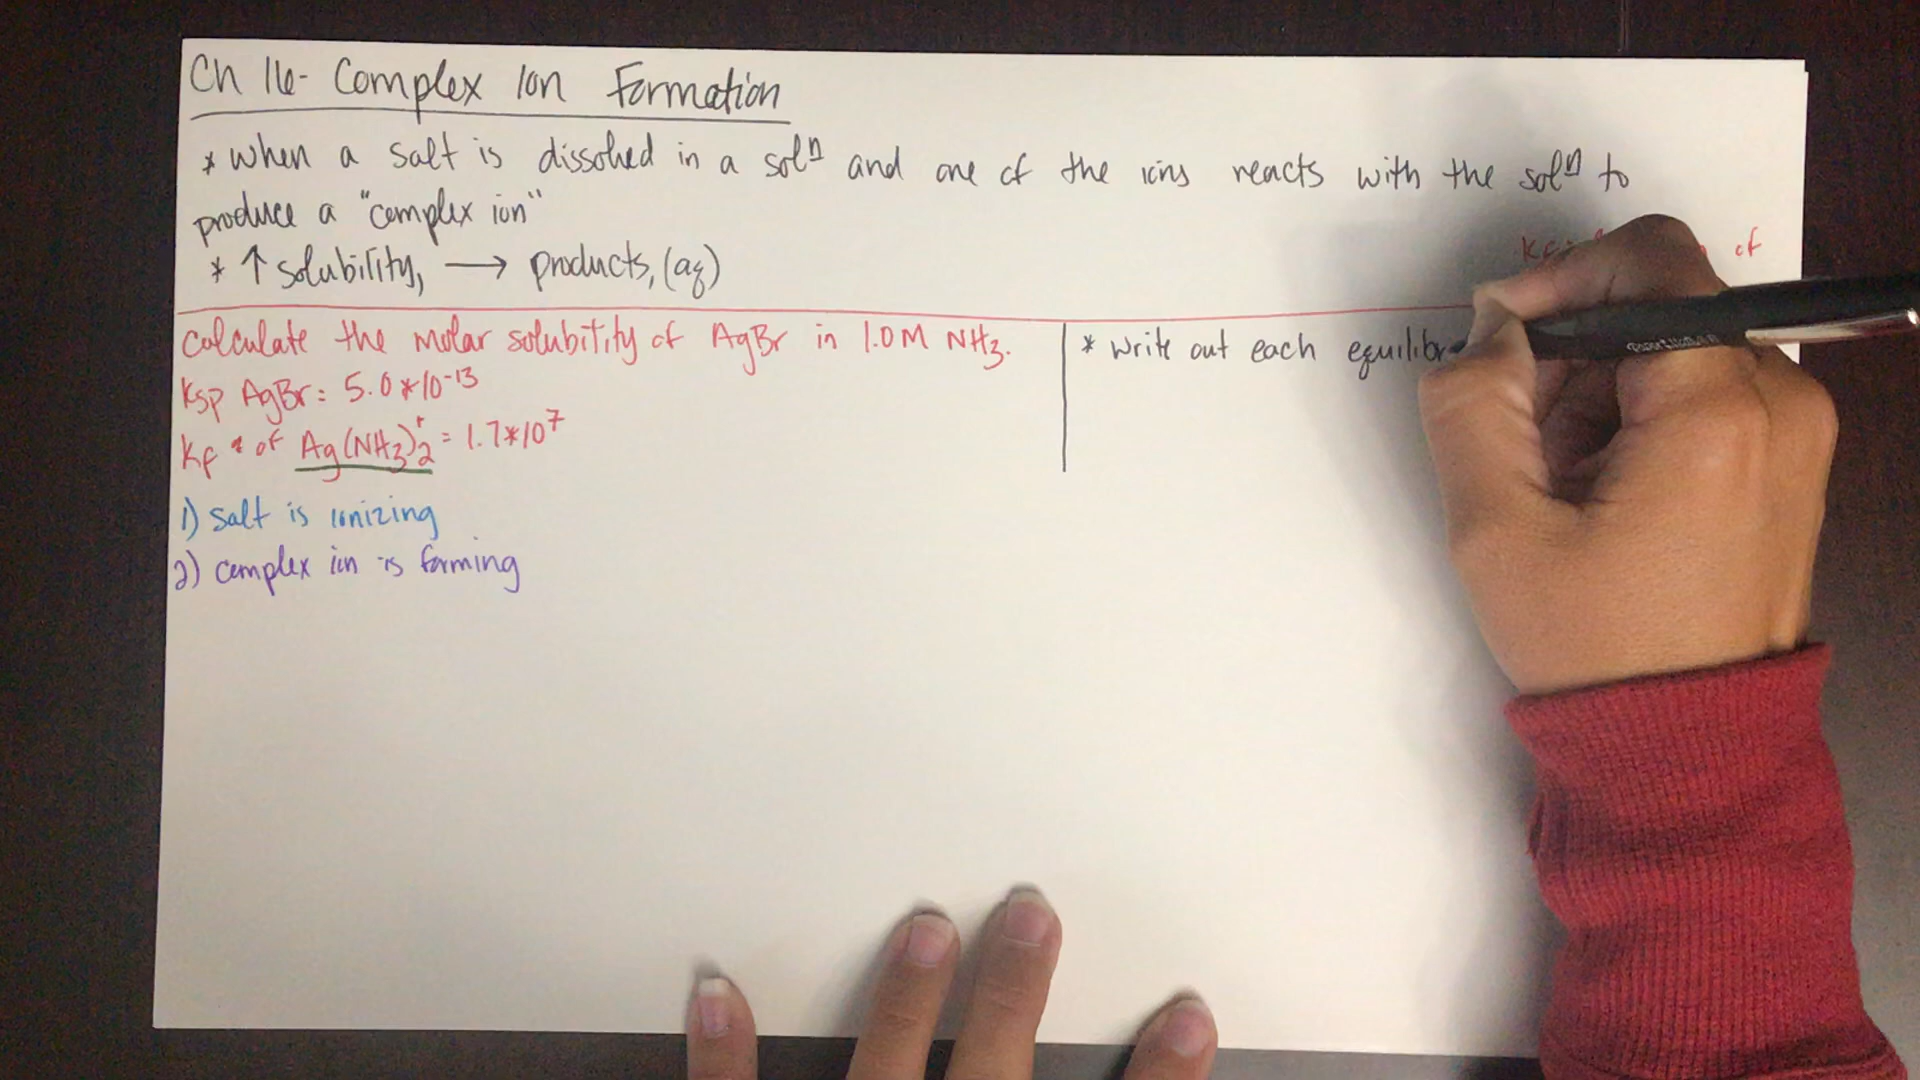 Ch 16- Complex Ion Formation
* when a salt is dissolved in a solⁿ and one of the ions reacts with the solⁿ to
produce a "complex ion"
* ↑ solubility, → products, (aq)
of
calculate the molar solubility of AgBr in 1.0M NH3.
Ksp AgBr: 5.0*10⁻¹³
Kf of Ag(NH3)2⁺ = 1.7*10⁷
1) salt is ionizing
2) complex ion is forming
* write out each equilibr